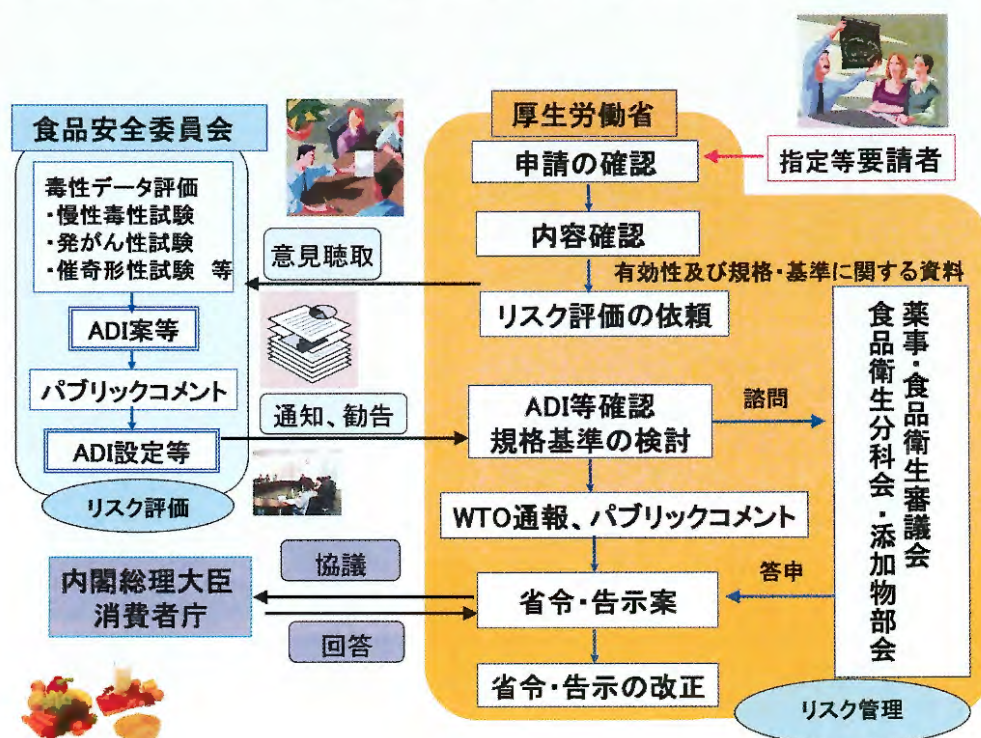 食品安全委員会
毒性データ評価
・慢性毒性試験
・発がん性試験
・催奇形性試験 等
ADI案等
パブリックコメント
ADI設定等
リスク評価
意見聴取
通知、勧告
厚生労働省
申請の確認
指定等要請者
内容確認
有効性及び規格・基準に関する資料
リスク評価の依頼
ADI等確認
規格基準の検討
諮問
薬事・食品衛生審議会
食品衛生分科会・添加物部会
WTO通報、パブリックコメント
答申
省令・告示案
省令・告示の改正
リスク管理
協議
内閣総理大臣
消費者庁
回答